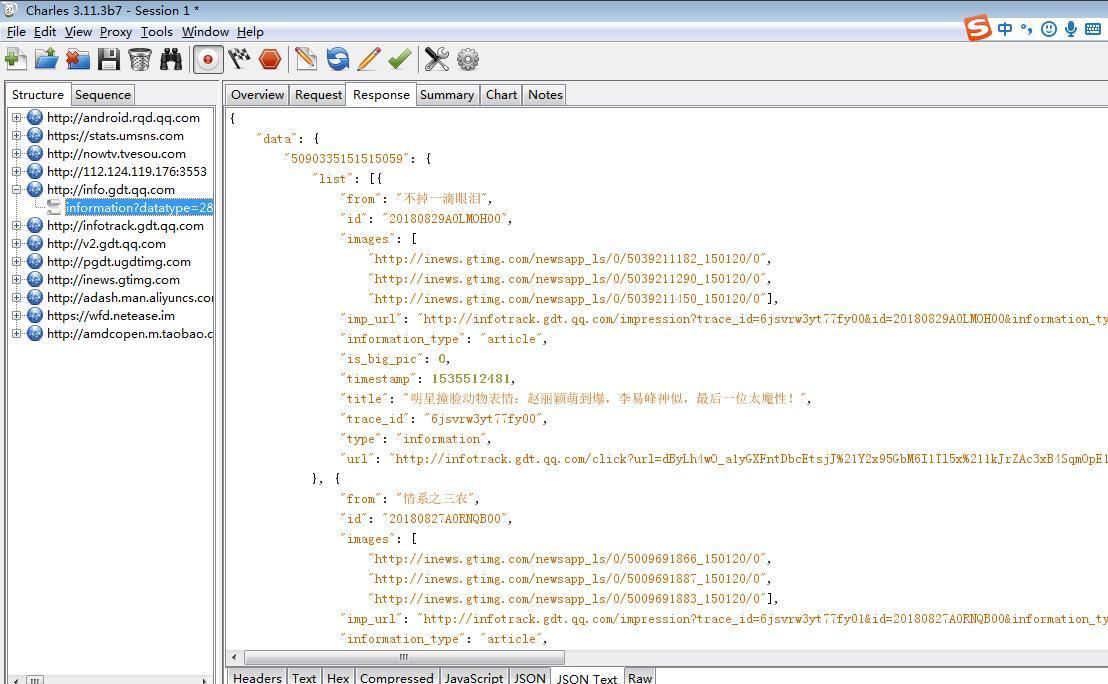 Charles 3.11.3b7 - Session 1 *
File Edit View Proxy Tools Window Help
中
Structure Sequence
Overview Request Response Summary Chart Notes
http://android.rqd.qq.com
https://stats.umsns.com
http://nowtv.tvesou.com
http://112.124.119.176:3553
http://info.gdt.qq.com
information?datatype=28
http://infotrack.gdt.qq.com
http://v2.gdt.qq.com
http://pgdt.ugdtimg.com
http://inews.gtimg.com
http://adash.man.aliyuncs.co
https://wfd.netease.im
http://amdcopen.m.taobao.c
{
"data": {
"5090335151515059": {
"list": [{
"from": "不掉一滴眼泪",
"id": "20180829A0LMOH00",
"images": [
"http://inews.gtimg.com/newsapp_ls/0/5039211182_150120/0",
"http://inews.gtimg.com/newsapp_ls/0/5039211290_150120/0",
"http://inews.gtimg.com/newsapp_ls/0/5039211450_150120/0"],
"imp_url": "http://infotrack.gdt.qq.com/impression?trace_id=6jsvrw3yt77fy00&id=20180829A0LMOH00&information_ty
"information_type": "article",
"is_big_pic": 0,
"timestamp": 1535512481,
"title": "明星撞脸动物表情：赵丽颖萌到爆，李易峰神似，最后一位太魔性！",
"trace_id": "6jsvrw3yt77fy00",
"type": "information",
"url": "http://infotrack.gdt.qq.com/click?url=dByLh4wO_a1yGXFntDbcEtsjJ%21Y2x95GbM6I1Tl5x%211kJrZAc3xB4SqmOpE1
}, {
"from": "情系之三农",
"id": "20180827A0RNQB00",
"images": [
"http://inews.gtimg.com/newsapp_ls/0/5009691866_150120/0",
"http://inews.gtimg.com/newsapp_ls/0/5009691887_150120/0",
"http://inews.gtimg.com/newsapp_ls/0/5009691883_150120/0"],
"imp_url": "http://infotrack.gdt.qq.com/impression?trace_id=6jsvrw3yt77fy01&id=20180827A0RNQB00&information_ty
"information_type": "article",
Headers Text Hex Compressed JavaScript JSON JSON Text Raw